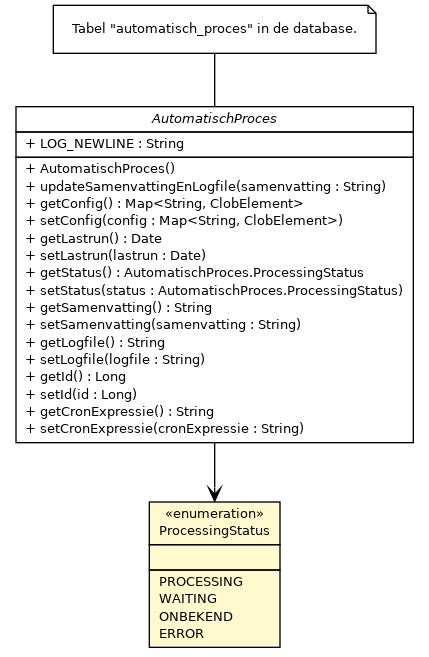 Tabel "automatisch_proces" in de database.
AutomatischProces
+ LOG_NEWLINE : String
+ AutomatischProces()
+ updateSamenvattingEnLogfile(samenvatting : String)
+ getConfig() : Map<String, ClobElement>
+ setConfig(config : Map<String, ClobElement>)
+ getLastrun() : Date
+ setLastrun(lastrun : Date)
+ getStatus() : AutomatischProces.ProcessingStatus
+ setStatus(status : AutomatischProces.ProcessingStatus)
+ getSamenvatting() : String
+ setSamenvatting(samenvatting : String)
+ getLogfile() : String
+ setLogfile(logfile : String)
+ getId() : Long
+ setId(id : Long)
+ getCronExpressie() : String
+ setCronExpressie(cronExpressie : String)
«enumeration»
ProcessingStatus
PROCESSING
WAITING
ONBEKEND
ERROR